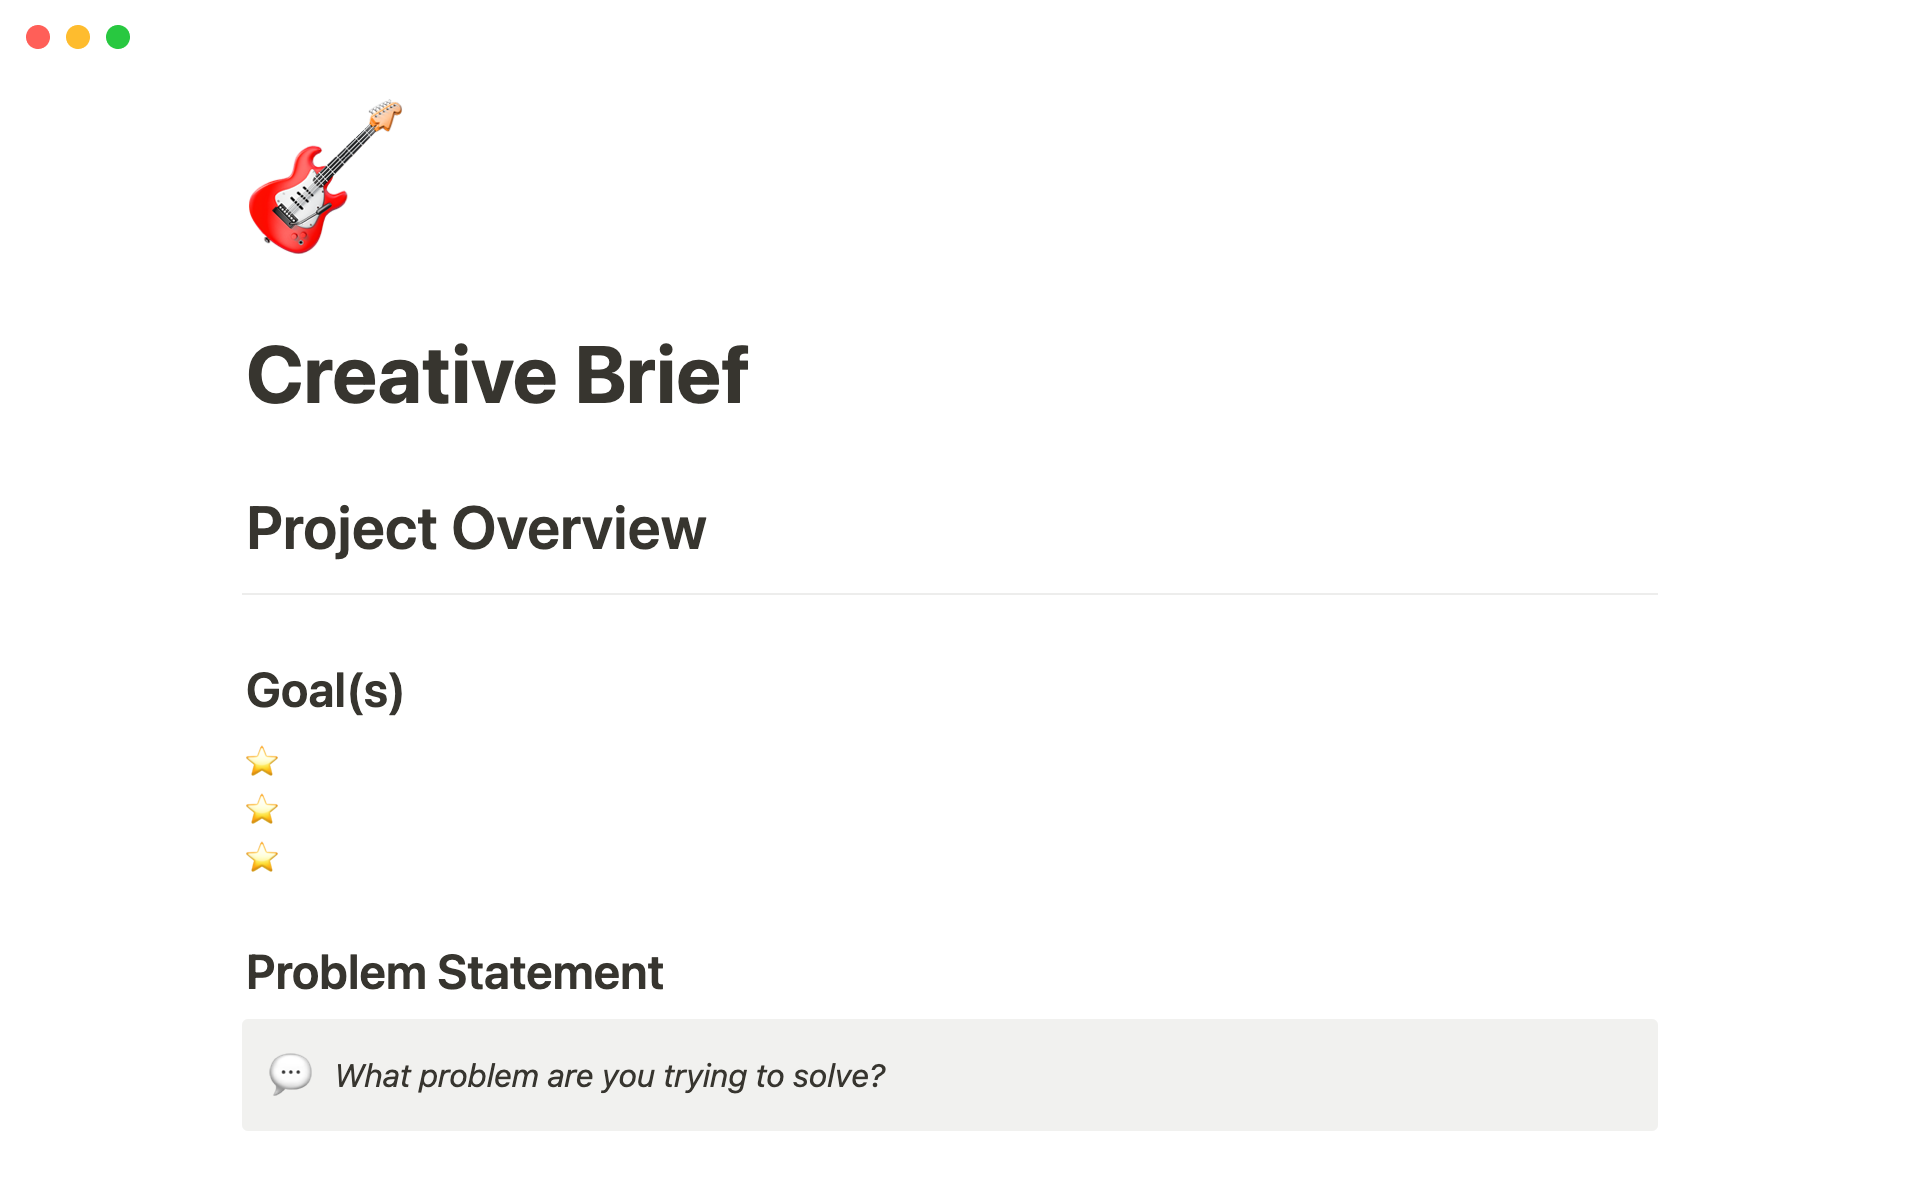 Creative Brief
Project Overview
Goal(s)
Problem Statement
What problem are you trying to solve?